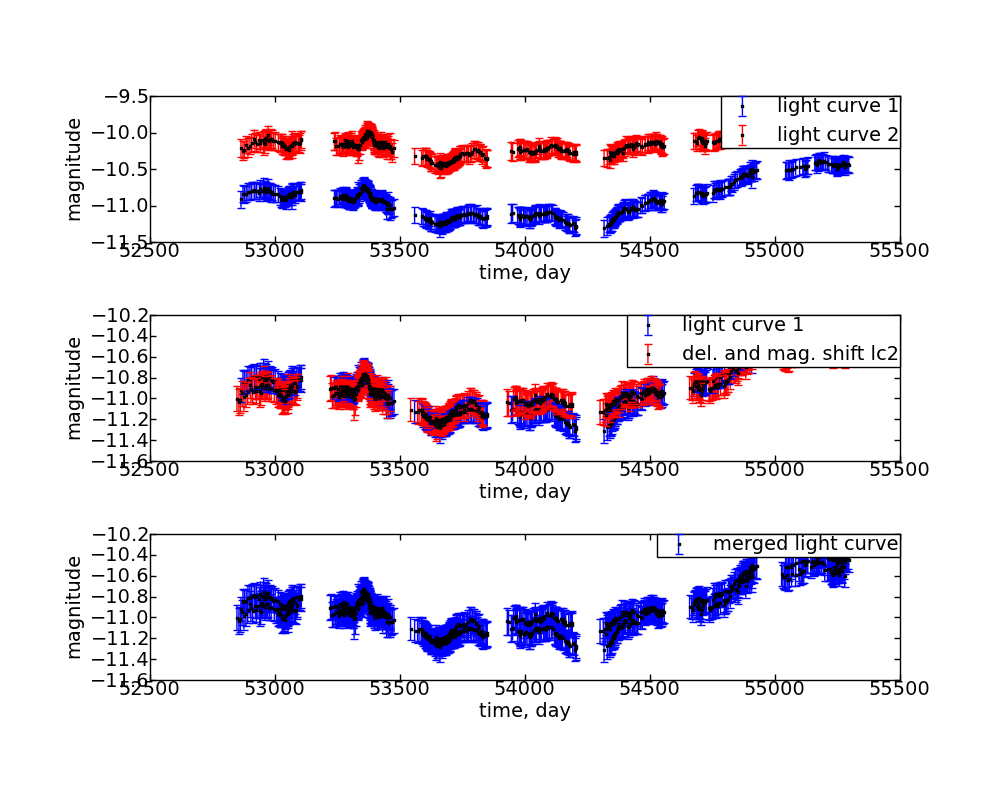 −9.5
−10.0
−10.5
−11.0
−11.5
magnitude
light curve 1
light curve 2
52500 53000 53500 54000 54500 55000 55500
time, day
−10.2
−10.4
−10.6
−10.8
−11.0
−11.2
−11.4
−11.6
magnitude
light curve 1
del. and mag. shift lc2
52500 53000 53500 54000 54500 55000 55500
time, day
−10.2
−10.4
−10.6
−10.8
−11.0
−11.2
−11.4
−11.6
magnitude
merged light curve
52500 53000 53500 54000 54500 55000 55500
time, day